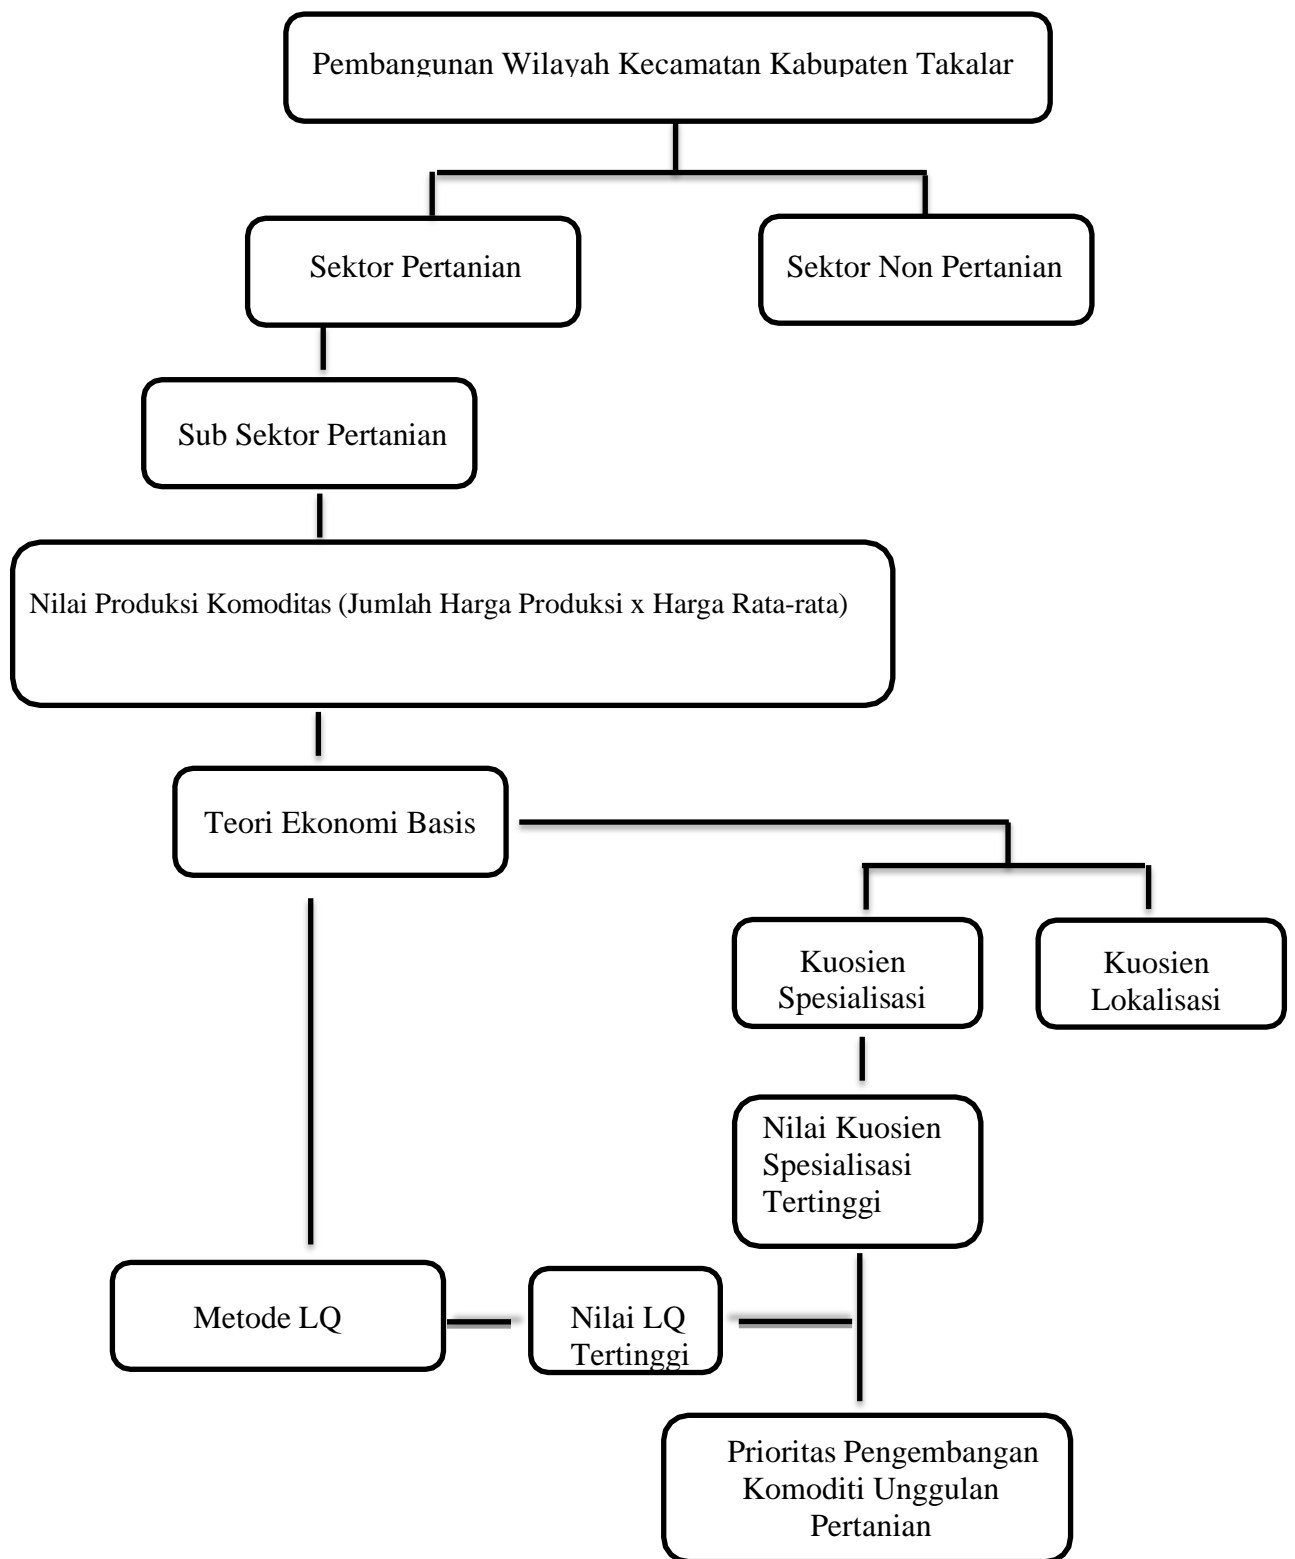 Pembangunan Wilayah Kecamatan Kabupaten Takalar
Sektor Pertanian
Sektor Non Pertanian
Sub Sektor Pertanian
Nilai Produksi Komoditas (Jumlah Harga Produksi x Harga Rata-rata)
Teori Ekonomi Basis
Kuosien
Spesialisasi
Kuosien
Lokalisasi
Nilai Kuosien
Spesialisasi
Tertinggi
Metode LQ
Nilai LQ
Tertinggi
Prioritas Pengembangan
Komoditi Unggulan
Pertanian